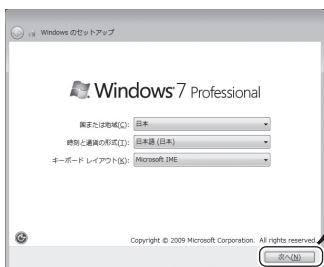 Windows のセットアップ
Windows 7 Professional
国または地域(C): 日本
時刻と通貨の形式(T): 日本語 (日本)
キーボード レイアウト(K): Microsoft IME
Copyright © 2009 Microsoft Corporation. All rights reserved.
次へ(N)